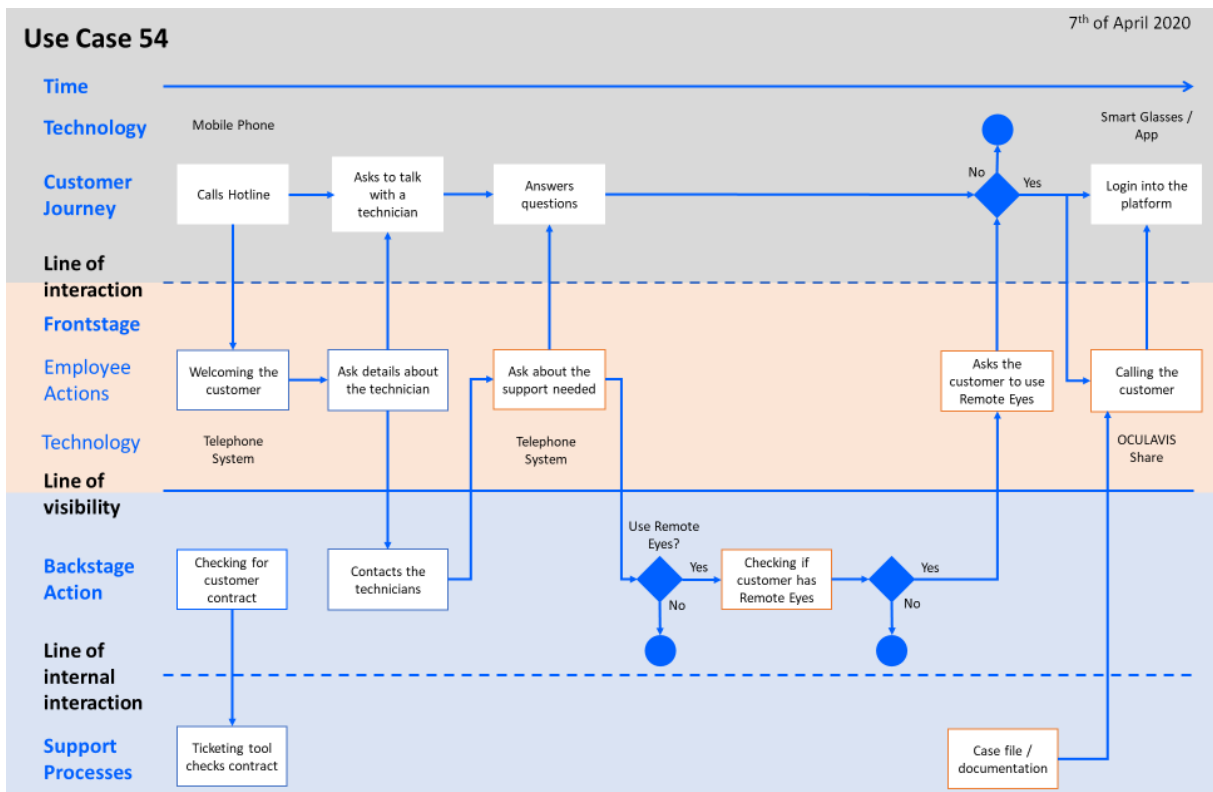 7th of April 2020
Use Case 54
Time
Technology
Mobile Phone
Smart Glasses /
App
Customer
Journey
Calls Hotline
Asks to talk
with a
technician
Answers
questions
No
Yes
Login into the
platform
Line of
interaction
Frontstage
Employee
Actions
Welcoming the
customer
Ask details about
the technician
Ask about the
support needed
Asks the
customer to use
Remote Eyes
Calling the
customer
Technology
Telephone
System
Telephone
System
OCULAVIS
Share
Line of
visibility
Backstage
Action
Checking for
customer
contract
Contacts the
technicians
Use Remote
Eyes?
Yes
No
Checking if
customer has
Remote Eyes
Yes
No
Line of
internal
interaction
Support
Processes
Ticketing tool
checks contract
Case file /
documentation